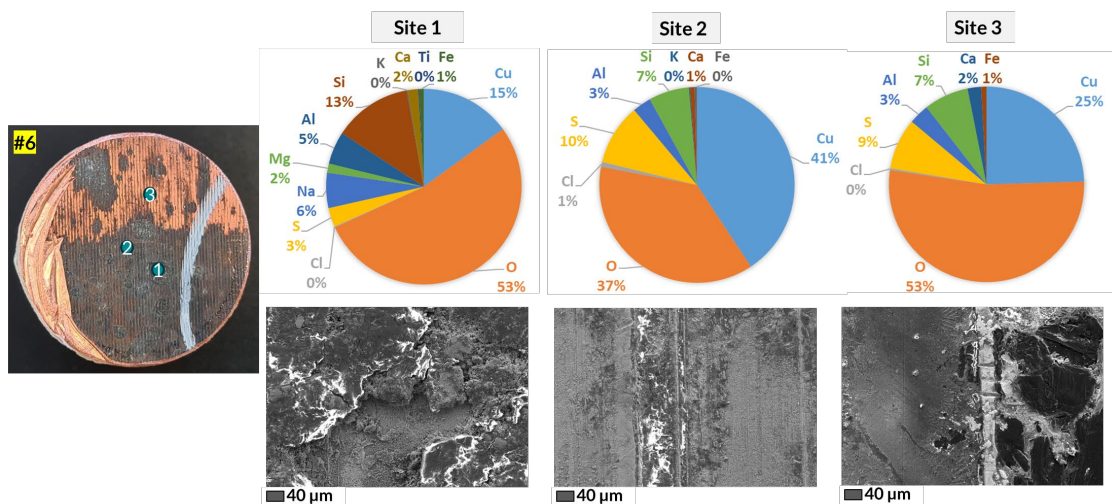 Site 1
Site 2
Site 3
#6
3
2
1
K
0%
Ca
2%
Ti
0%
Fe
1%
Cu
15%
Si
13%
Al
5%
Mg
2%
Na
6%
S
3%
Cl
0%
O
53%
Si
7%
K
0%
Ca
1%
Fe
0%
Al
3%
S
10%
Cl
1%
Cu
41%
O
37%
Si
7%
Ca
2%
Fe
1%
Al
3%
S
9%
Cl
0%
Cu
25%
O
53%
40 µm
40 µm
40 µm